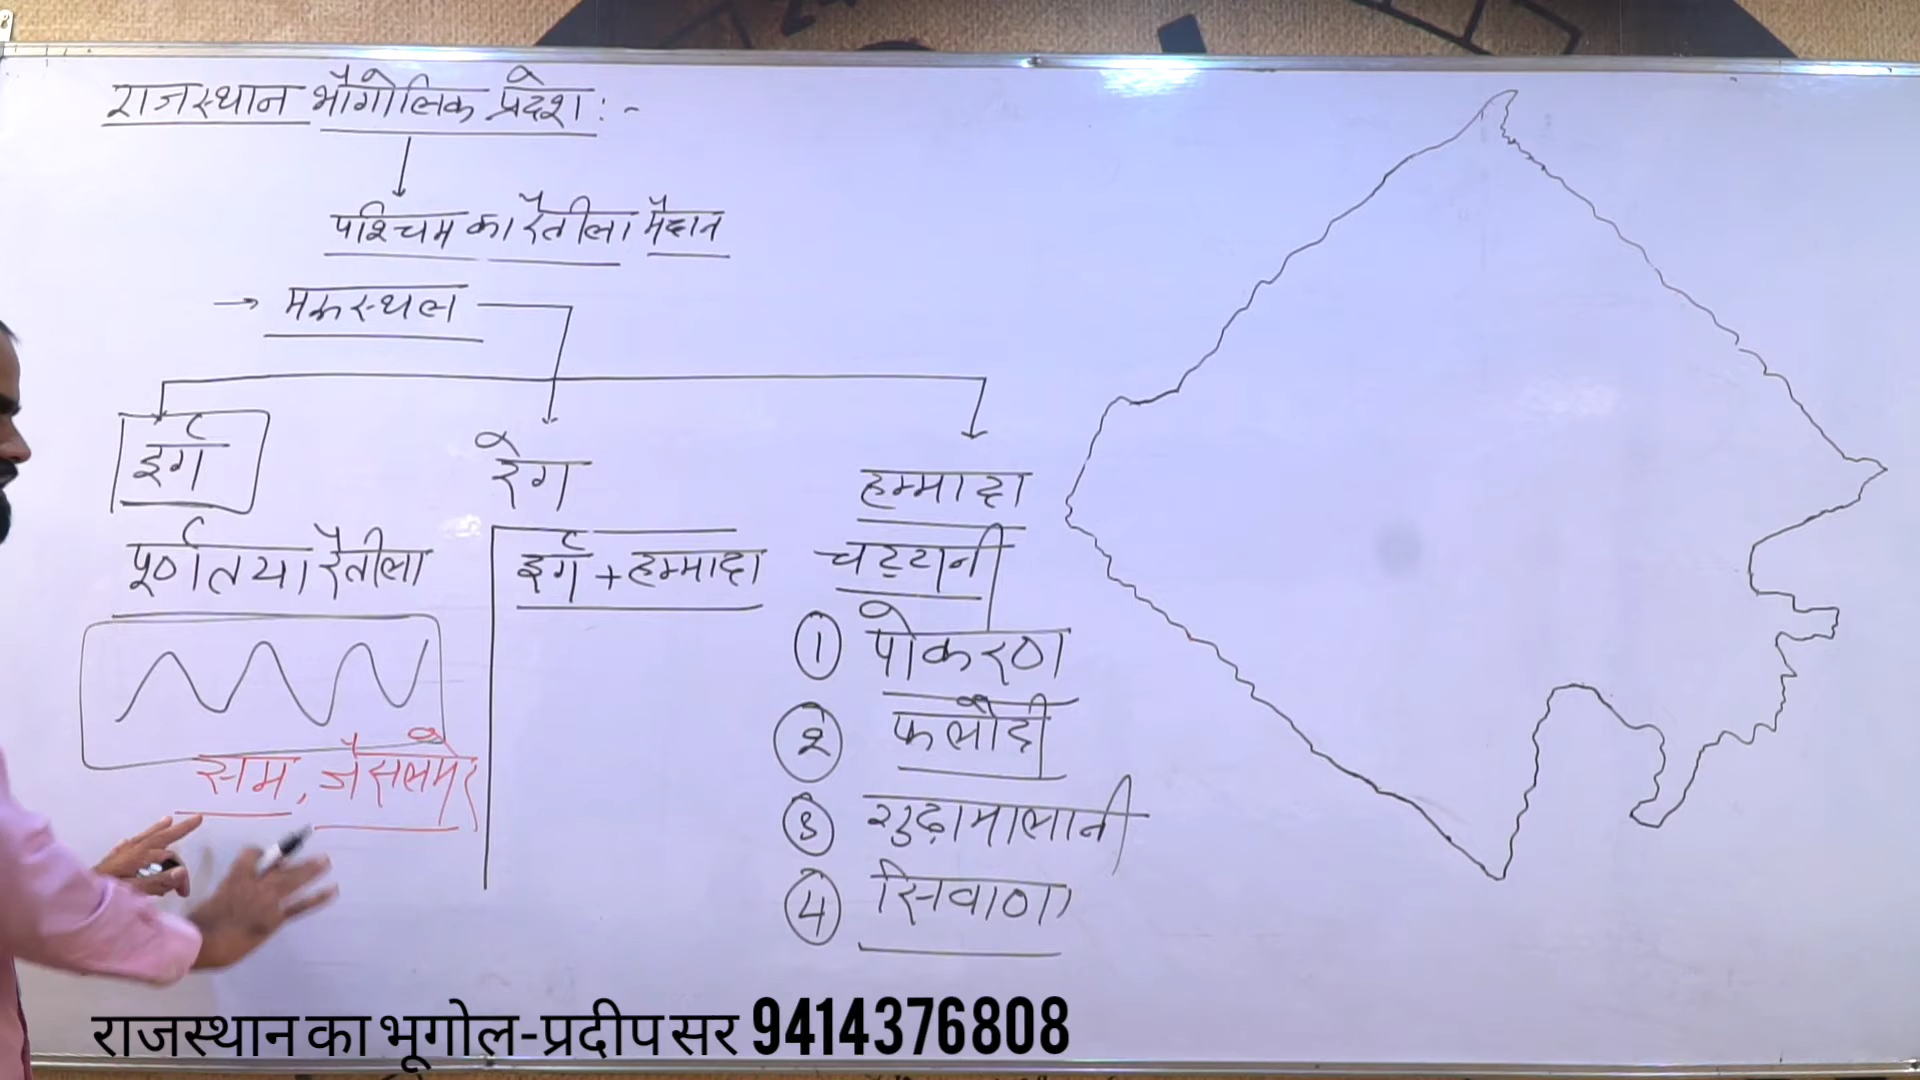 राजस्थान भौगोलिक प्रदेश :-
पश्चिम का रैतीला मैदान
→ मरूस्थल
इर्ग
रेग
हम्मादा
पूर्णतया रैतीला
इर्ग + हम्मादा
चट्टानी
① पोकरण
② फलौदी
③ गुढ़ामालानी
④ सिवाणा
सम, जैसलमेर
राजस्थान का भूगोल-प्रदीप सर 9414376808